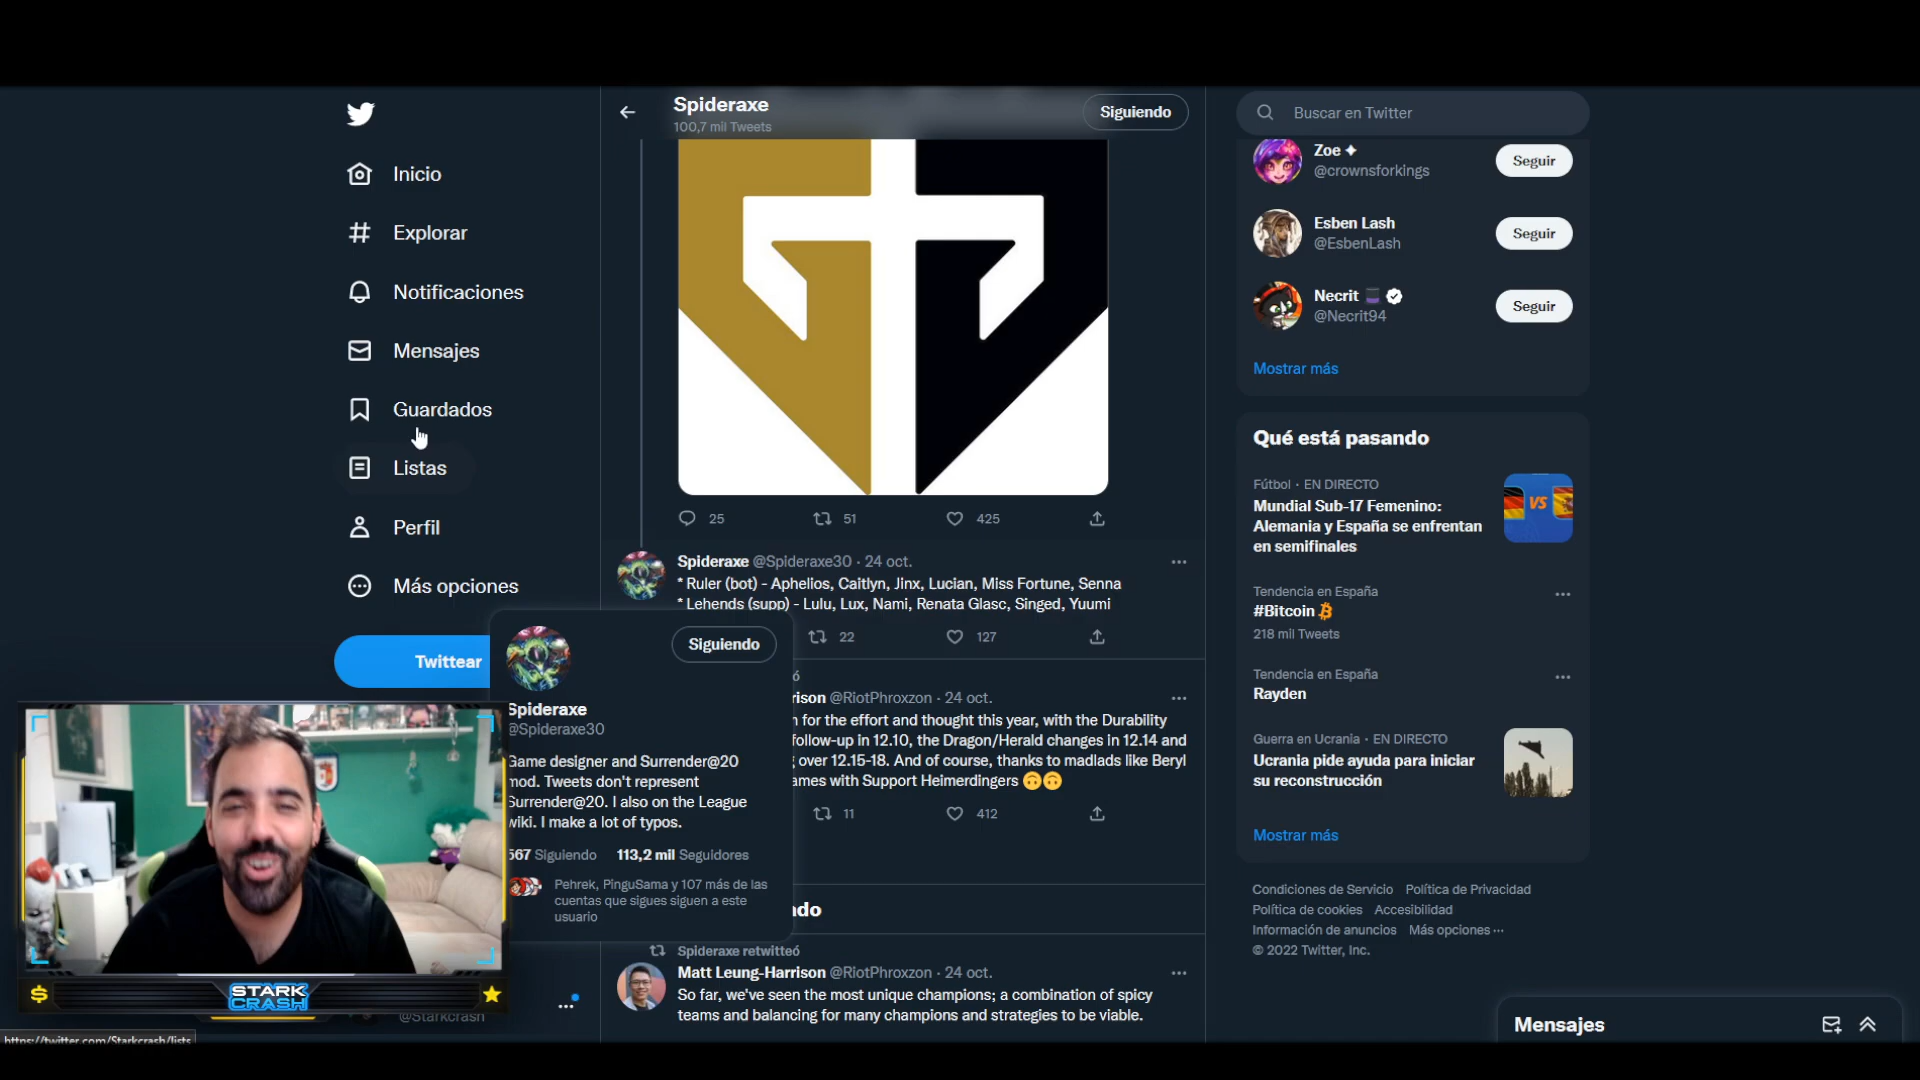 Inicio
Explorar
Notificaciones
Mensajes
Guardados
Listas
Perfil
Más opciones
Twittear
Spideraxe
100,7 mil Tweets
Siguiendo
25
51
425
Spideraxe @Spideraxe30 · 24 oct.
* Ruler (bot) - Aphelios, Caitlyn, Jinx, Lucian, Miss Fortune, Senna
* Lehends (supp) - Lulu, Lux, Nami, Renata Glasc, Singed, Yuumi
22
127
Siguiendo
Spideraxe
@Spideraxe30
Game designer and Surrender@20
mod. Tweets don't represent
Surrender@20. I also on the League
wiki. I make a lot of typos.
567 Siguiendo 113,2 mil Seguidores
Pehrek, PinguSama y 107 más de las
cuentas que sigues siguen a este
usuario
ó
rison @RiotPhroxzon · 24 oct.
for the effort and thought this year, with the Durability
follow-up in 12.10, the Dragon/Herald changes in 12.14 and
over 12.15-18. And of course, thanks to madlads like Beryl
ames with Support Heimerdingers 🙃🙃
11
412
ndo
Spideraxe retwitteó
Matt Leung-Harrison @RiotPhroxzon · 24 oct.
So far, we've seen the most unique champions; a combination of spicy
teams and balancing for many champions and strategies to be viable.
Buscar en Twitter
Zoe ✦
@crownsforkings
Seguir
Esben Lash
@EsbenLash
Seguir
Necrit
@Necrit94
Seguir
Mostrar más
Qué está pasando
Fútbol · EN DIRECTO
Mundial Sub-17 Femenino:
Alemania y España se enfrentan
en semifinales
VS
Tendencia en España
#Bitcoin
218 mil Tweets
Tendencia en España
Rayden
Guerra en Ucrania · EN DIRECTO
Ucrania pide ayuda para iniciar
su reconstrucción
Mostrar más
Condiciones de Servicio Política de Privacidad
Política de cookies Accesibilidad
Información de anuncios Más opciones ···
© 2022 Twitter, Inc.
Mensajes
STARK
CRASH
@Starkcrash
https://twitter.com/Starkcrash/lists